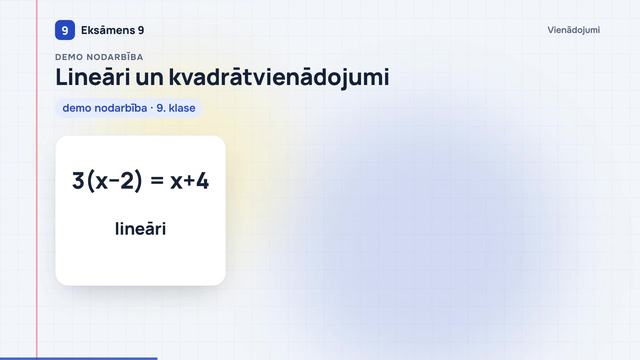 9 Eksāmens 9
Vienādojumi
DEMO NODARBĪBA
Lineāri un kvadrātvienādojumi
demo nodarbība · 9. klase
3(x−2) = x+4
lineāri